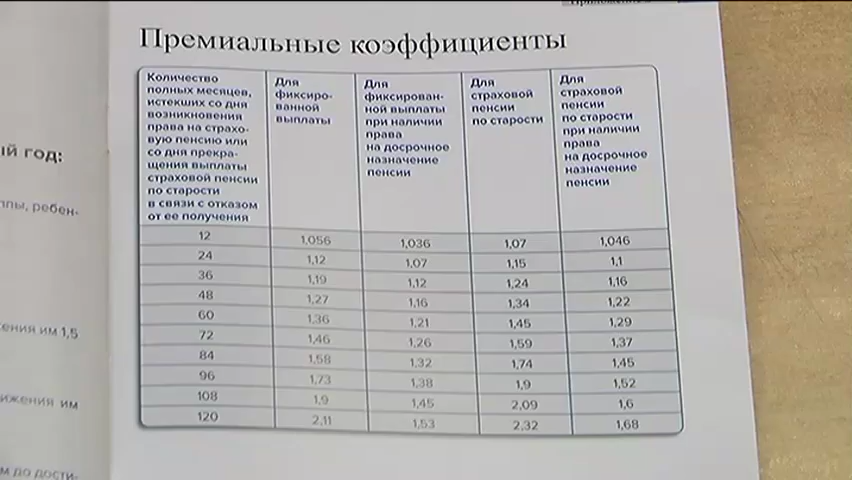 Премиальные коэффициенты
Количество
полных месяцев,
истекших со дня
возникновения
права на страхо-
вую пенсию или
со дня прекра-
щения выплаты
страховой пенсии
по старости
в связи с отказом
от ее получения
Для
фиксиро-
ванной
выплаты
Для
фиксирован-
ной выплаты
при наличии
права
на досрочное
назначение
пенсии
Для
страховой
пенсии
по старости
Для
страховой
пенсии
по старости
при наличии
права
на досрочное
назначение
пенсии
12 1,056 1,036 1,07 1,046
24 1,12 1,07 1,15 1,1
36 1,19 1,12 1,24 1,16
48 1,27 1,16 1,34 1,22
60 1,36 1,21 1,45 1,29
72 1,46 1,26 1,59 1,37
84 1,58 1,32 1,74 1,45
96 1,73 1,38 1,9 1,52
108 1,9 1,45 2,09 1,6
120 2,11 1,53 2,32 1,68
ый год:
ппы, ребен-
жения им 1,5
ижения им
м до дости-